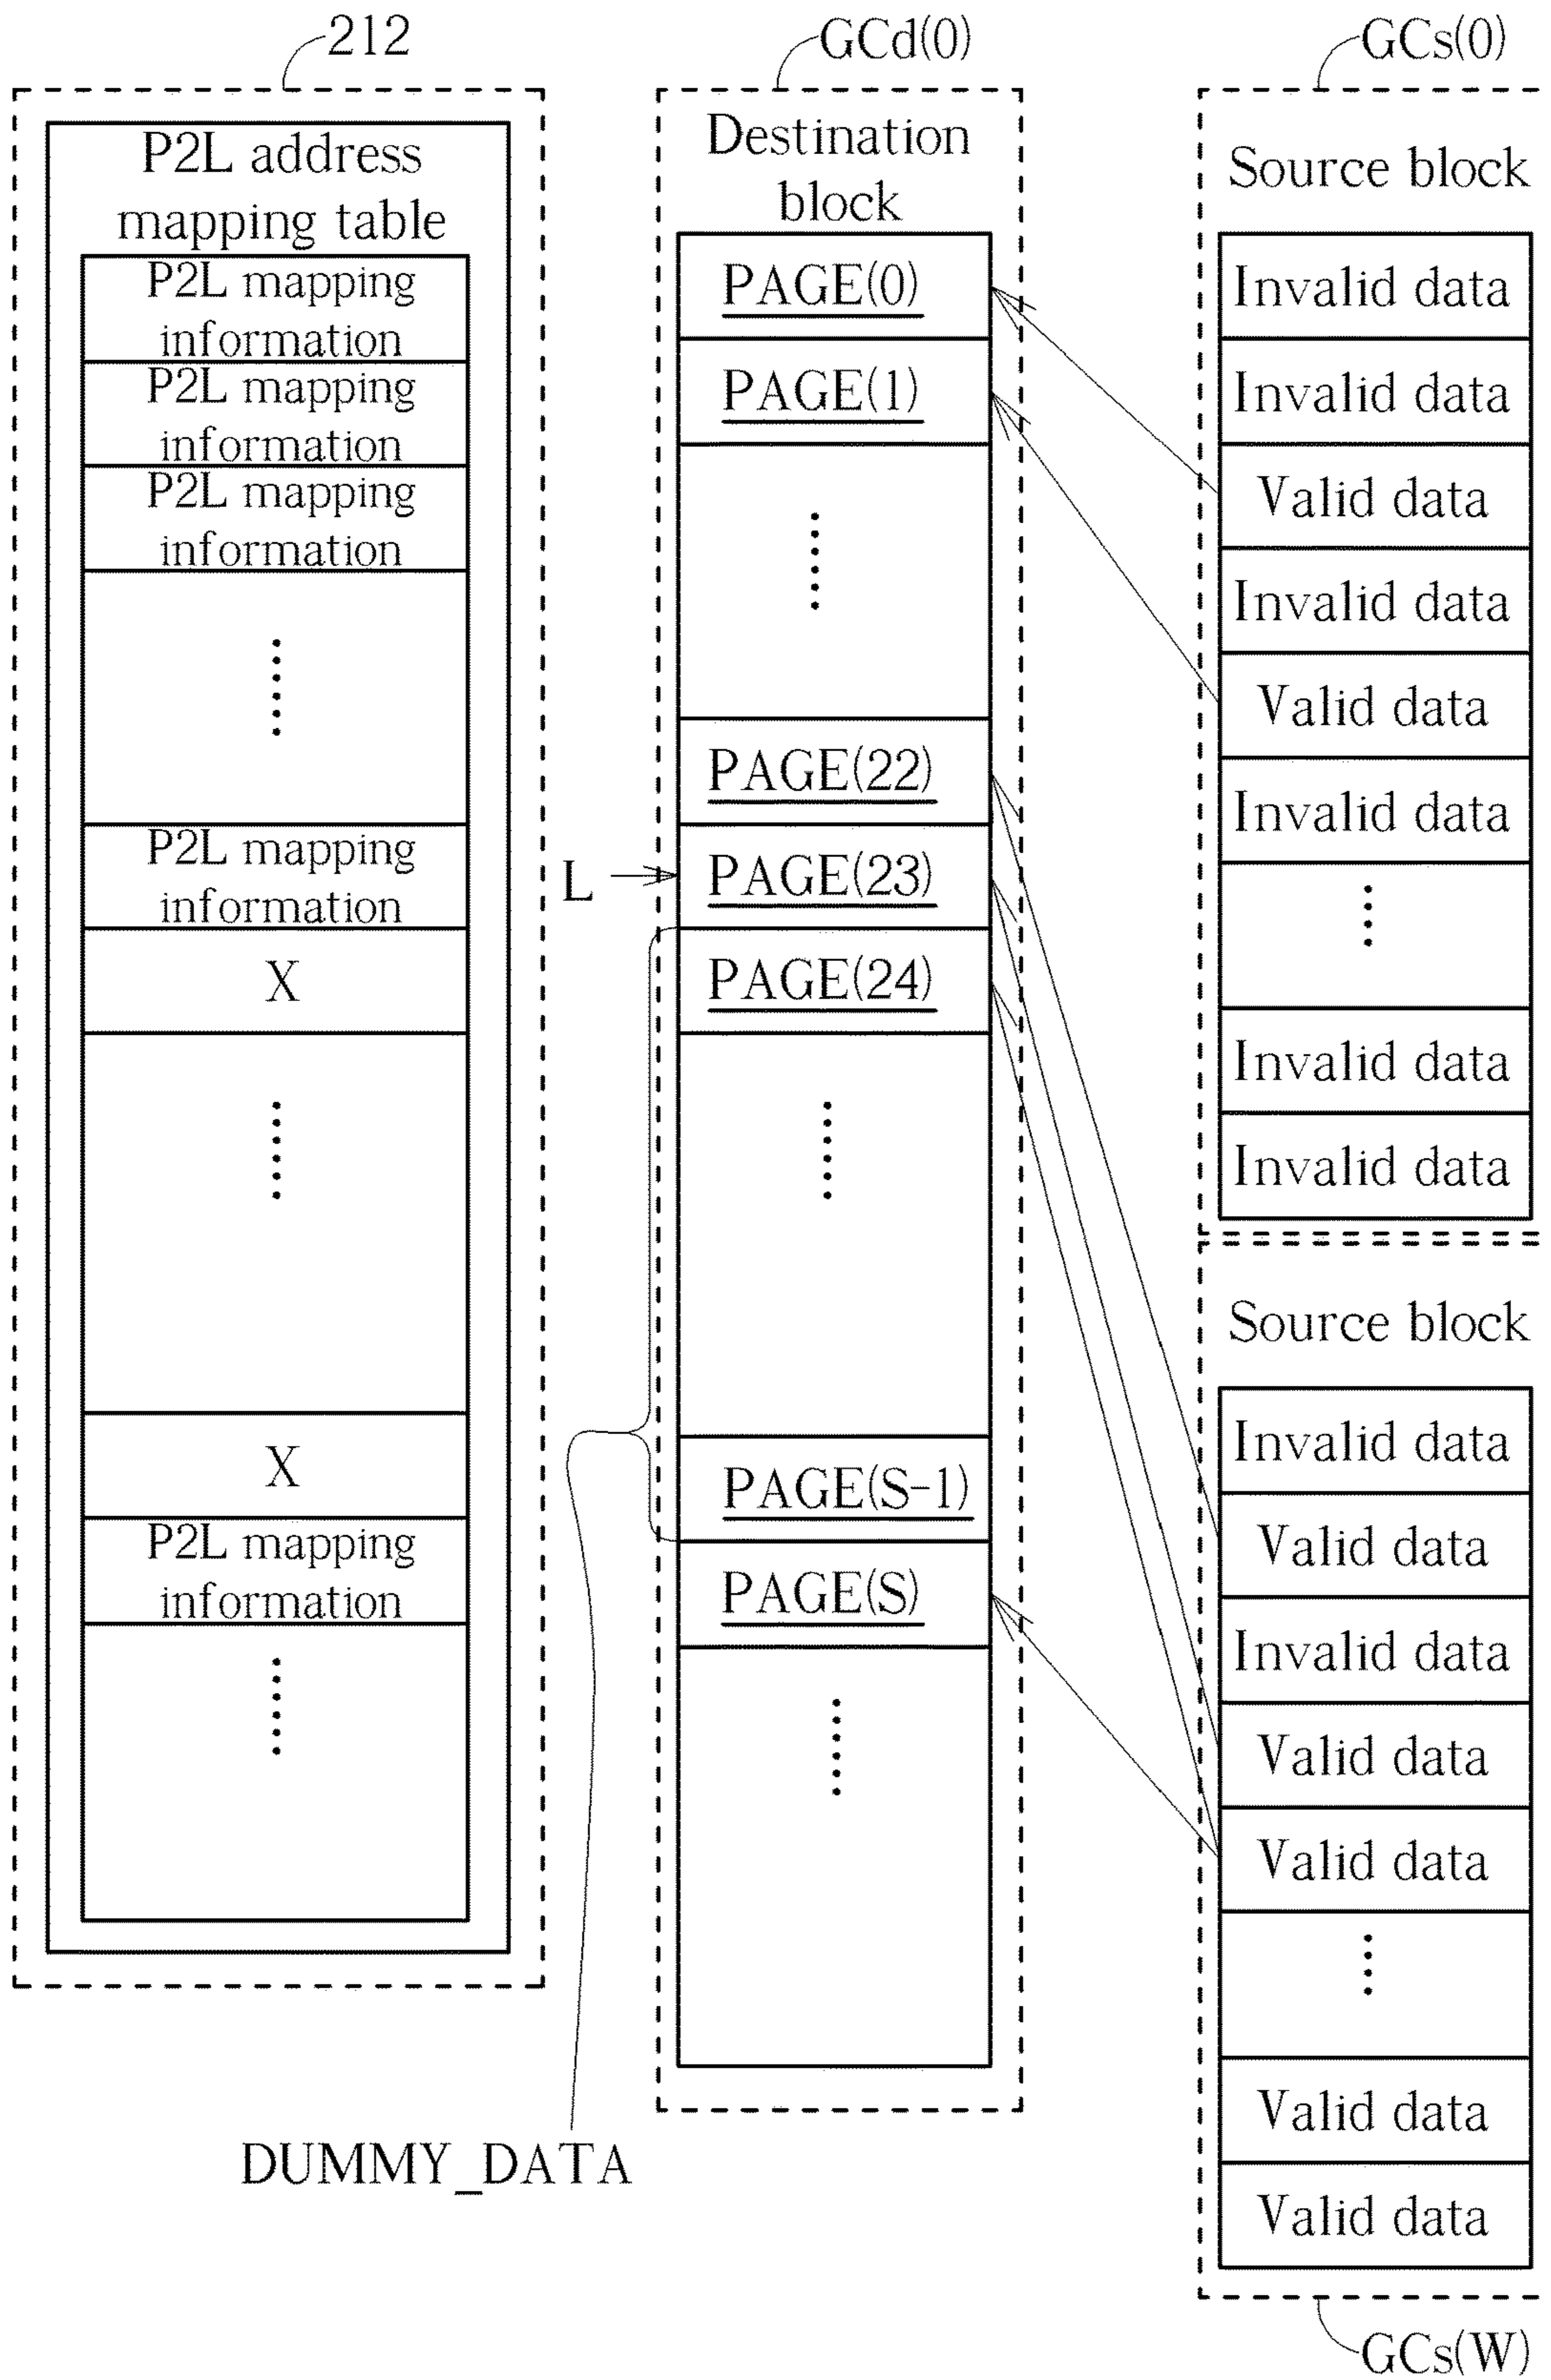 212
P2L address
mapping table
P2L mapping
information
P2L mapping
information
P2L mapping
information
P2L mapping
information
X
X
P2L mapping
information
GCd(0)
Destination
block
PAGE(0)
PAGE(1)
PAGE(22)
L
PAGE(23)
PAGE(24)
PAGE(S-1)
PAGE(S)
DUMMY_DATA
GCs(0)
Source block
Invalid data
Invalid data
Valid data
Invalid data
Valid data
Invalid data
Invalid data
Invalid data
Source block
Invalid data
Valid data
Invalid data
Valid data
Valid data
Valid data
Valid data
GCs(W)